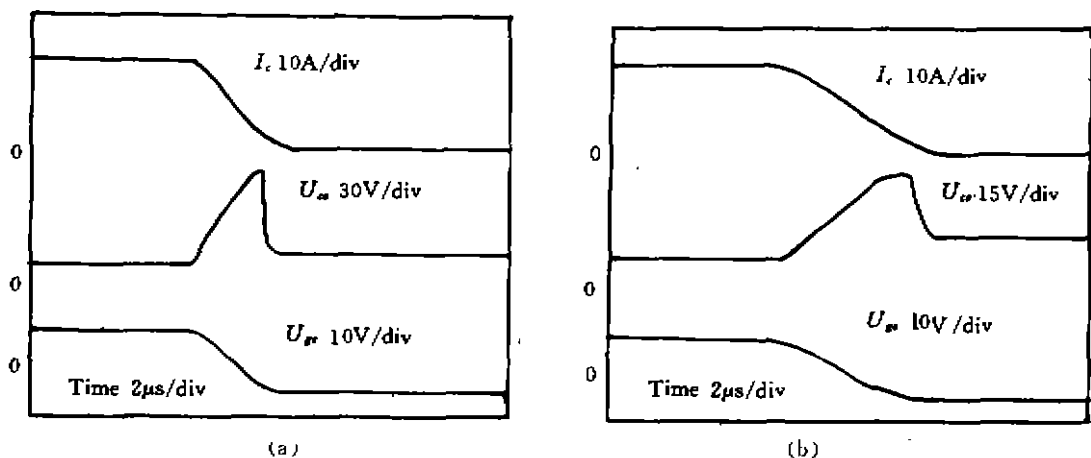 I_c 10A/div
0
U_ce 30V/div
0
U_ge 10V/div
0
Time 2μs/div
(a)
I_c 10A/div
0
U_ce·15V/div
0
U_ge 10V/div
0
Time 2μs/div
(b)